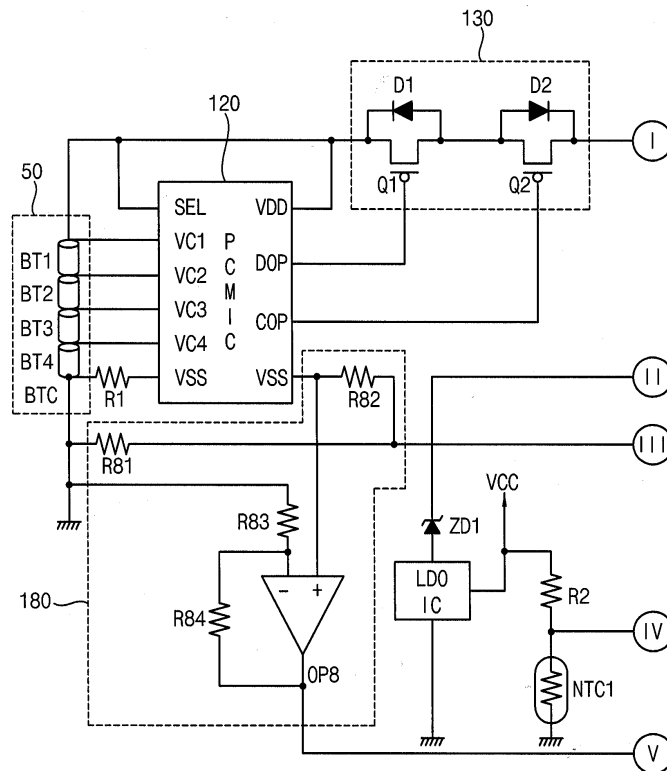 130
D1
D2
120
I
50
Q1
Q2
SEL
VDD
VC1
PCMIC
BT1
DOP
VC2
BT2
VC3
BT3
COP
VC4
BT4
VSS
VSS
BTC
R1
R82
II
R81
III
VCC
R83
ZD1
LDO
IC
R2
180
R84
IV
- +
OP8
NTC1
V